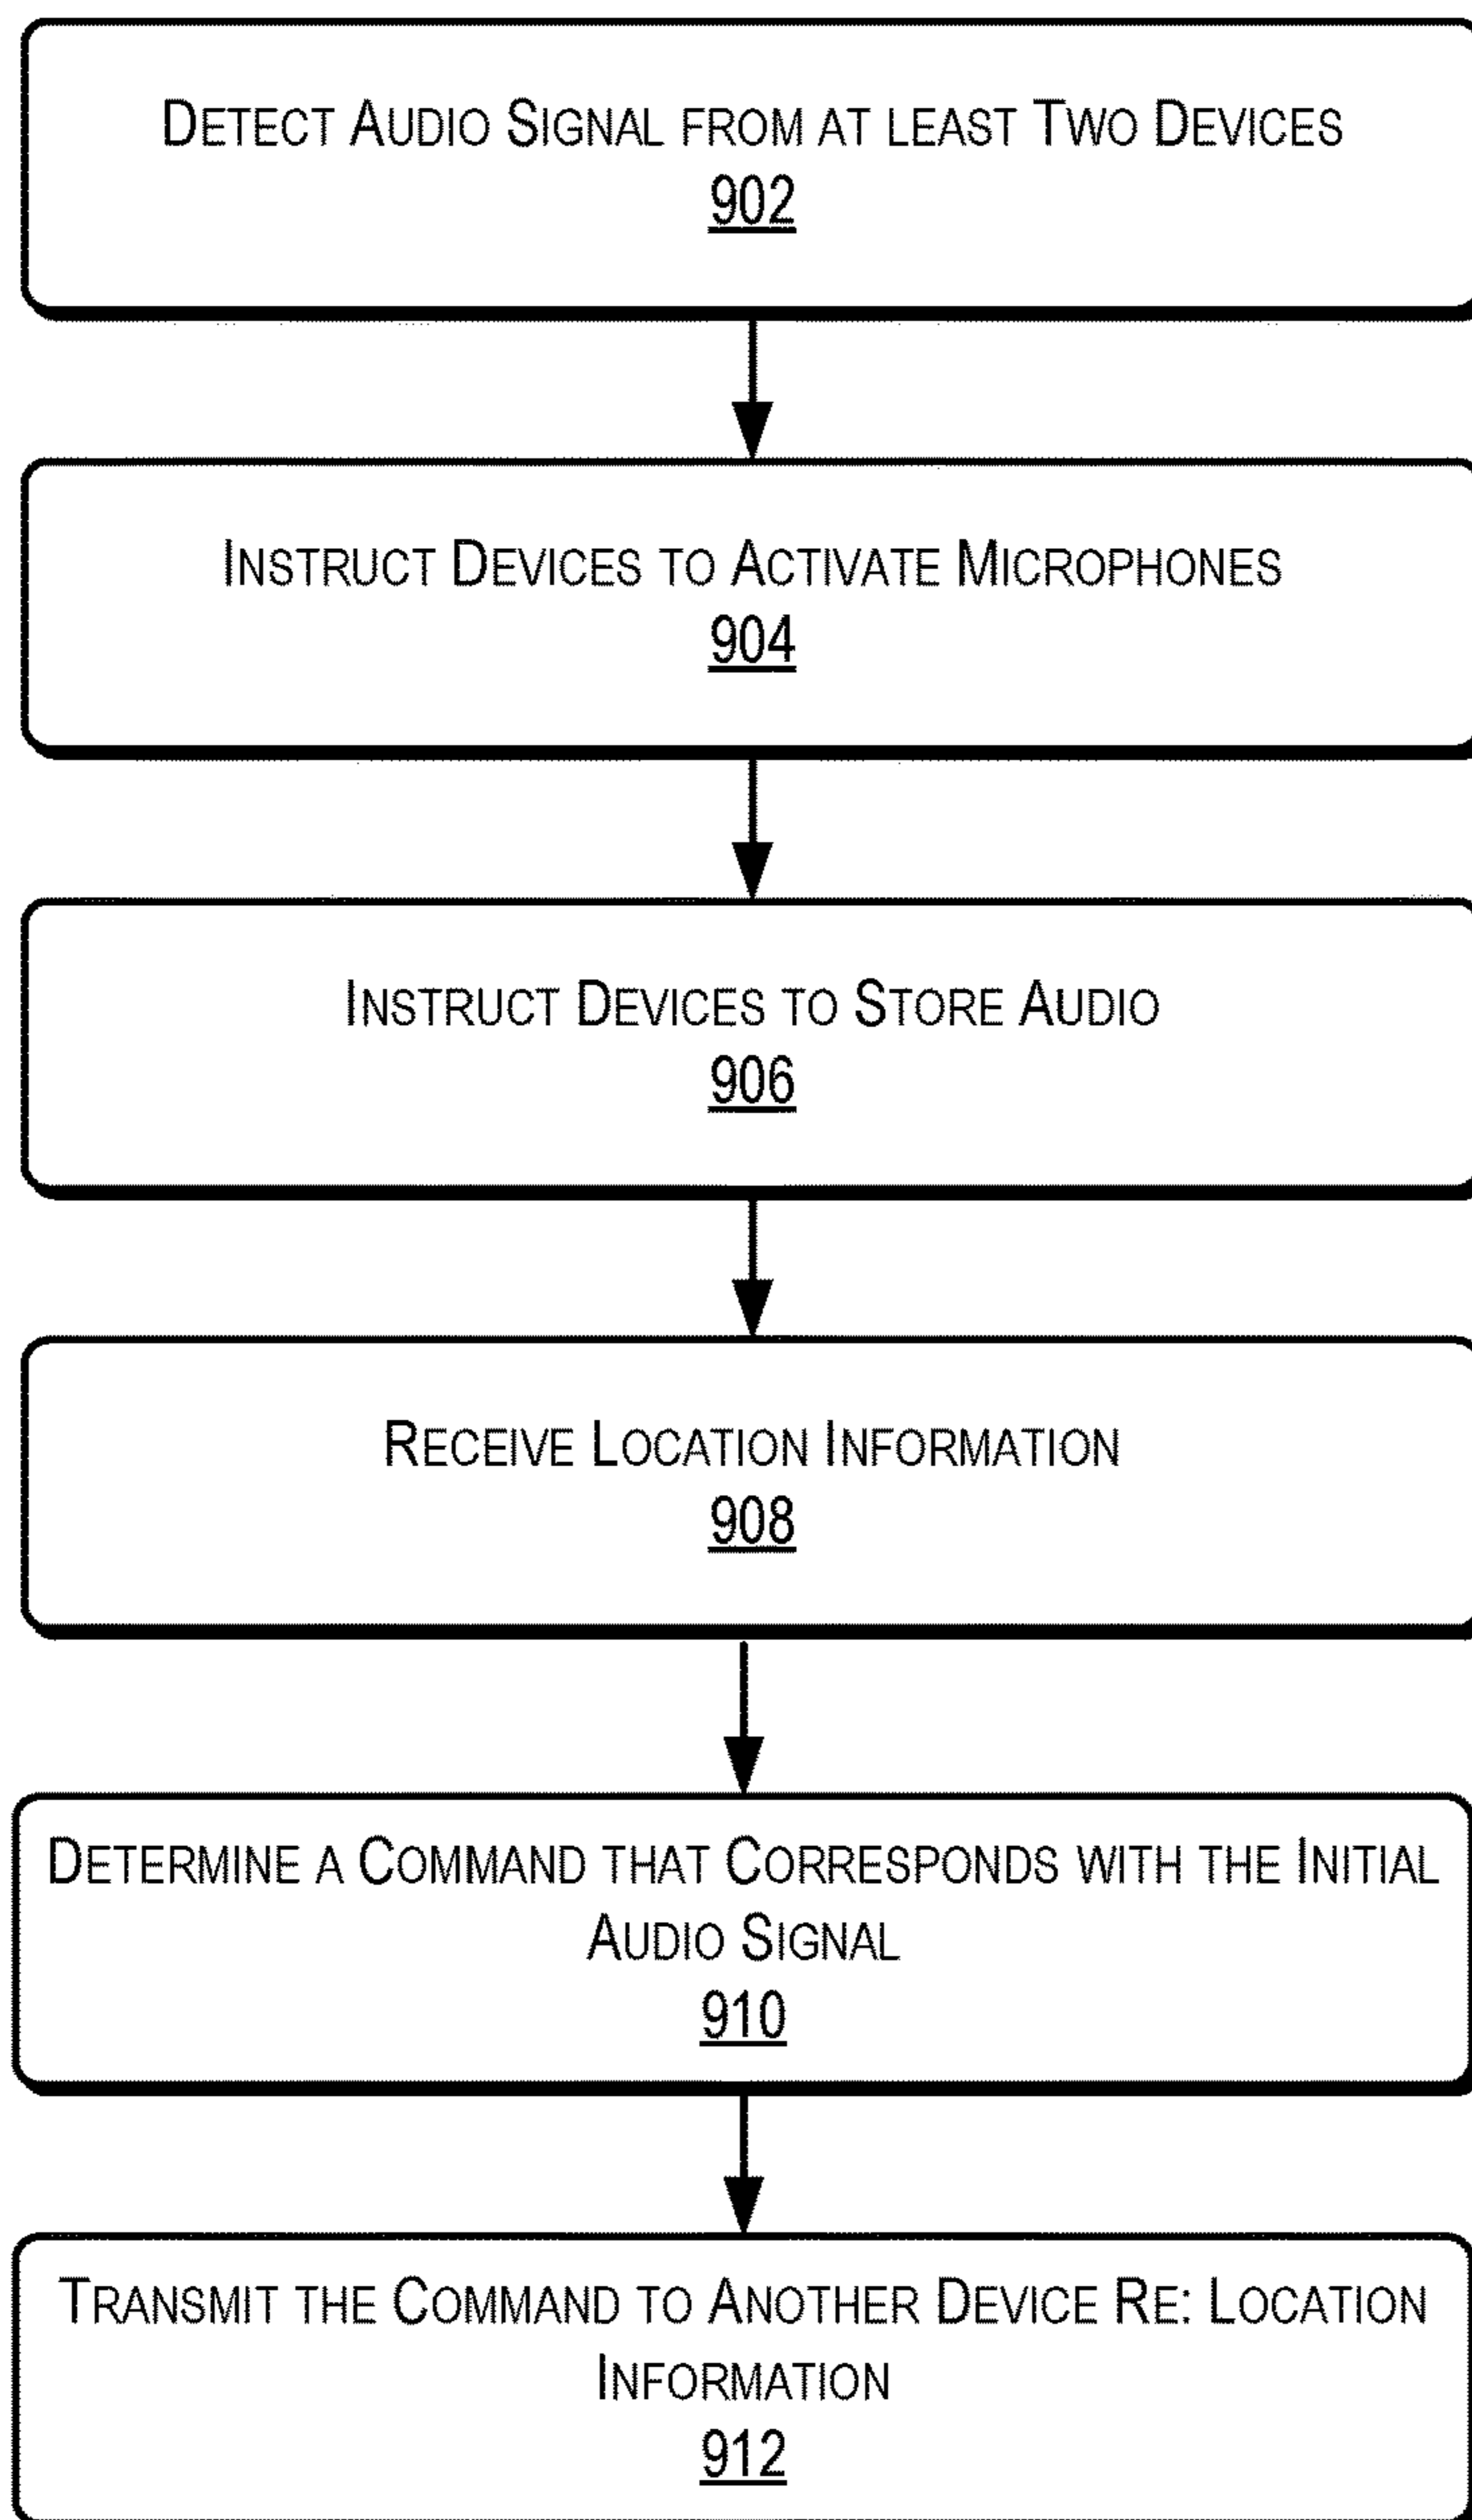 DETECT AUDIO SIGNAL FROM AT LEAST TWO DEVICES
902
INSTRUCT DEVICES TO ACTIVATE MICROPHONES
904
INSTRUCT DEVICES TO STORE AUDIO
906
RECEIVE LOCATION INFORMATION
908
DETERMINE A COMMAND THAT CORRESPONDS WITH THE INITIAL
AUDIO SIGNAL
910
TRANSMIT THE COMMAND TO ANOTHER DEVICE RE: LOCATION
INFORMATION
912